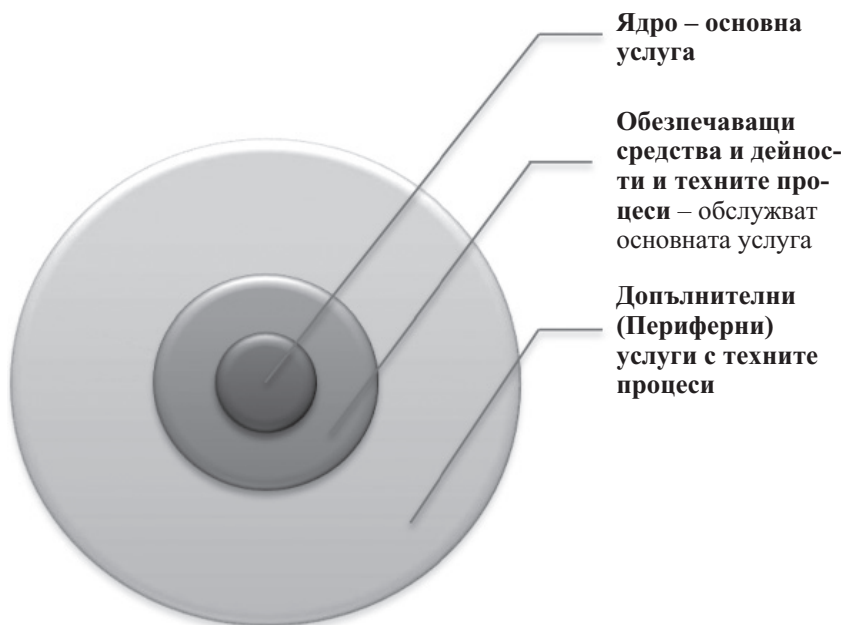 Ядро – основна
услуга
Обезпечаващи
средства и дейнос-
ти и техните про-
цеси – обслужват
основната услуга
Допълнителни
(Периферни)
услуги с техните
процеси